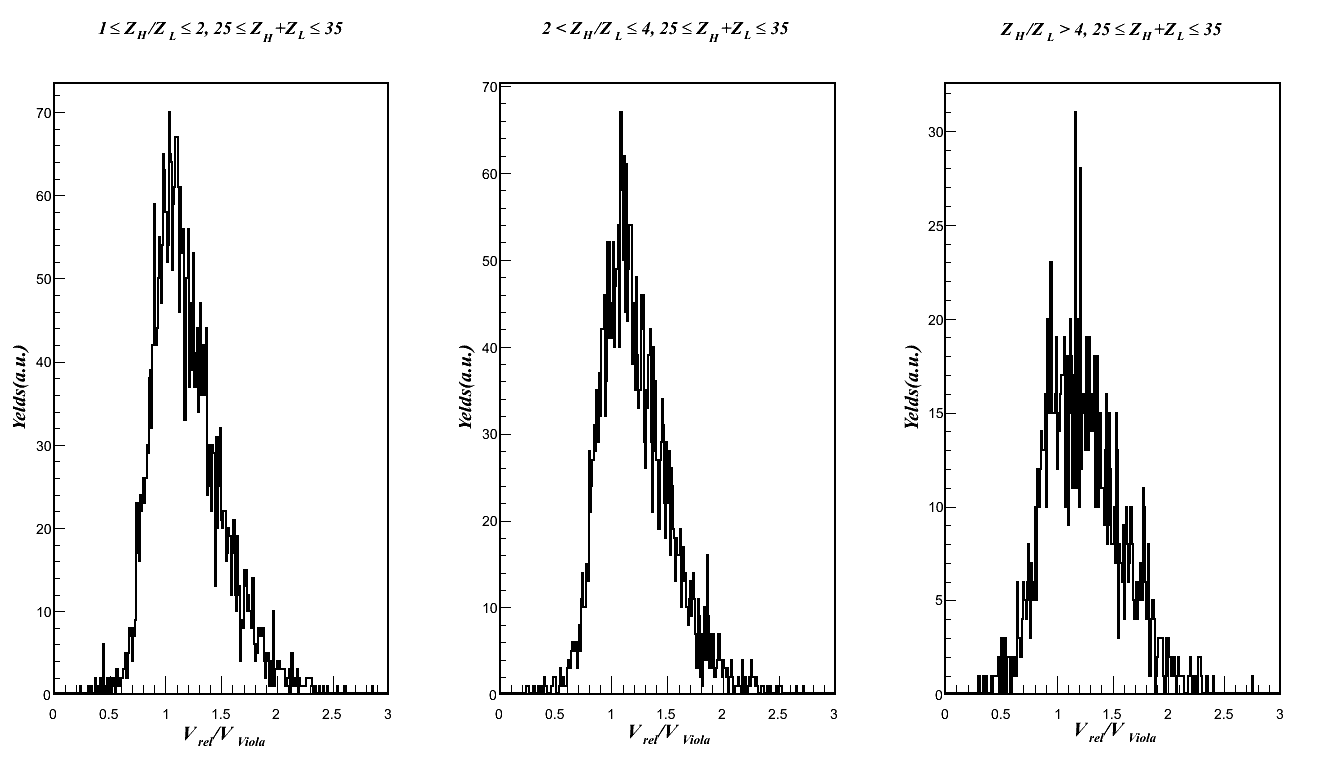 1 ≤ Z_H/Z_L ≤ 2, 25 ≤ Z_H+Z_L ≤ 35
70
60
50
40
30
20
10
0
Yelds(a.u.)
0 0.5 1 1.5 2 2.5 3
V_rel/V_Viola
2 < Z_H/Z_L ≤ 4, 25 ≤ Z_H+Z_L ≤ 35
70
60
50
40
30
20
10
0
Yelds(a.u.)
0 0.5 1 1.5 2 2.5 3
V_rel/V_Viola
Z_H/Z_L > 4, 25 ≤ Z_H+Z_L ≤ 35
30
25
20
15
10
5
0
Yelds(a.u.)
0 0.5 1 1.5 2 2.5 3
V_rel/V_Viola